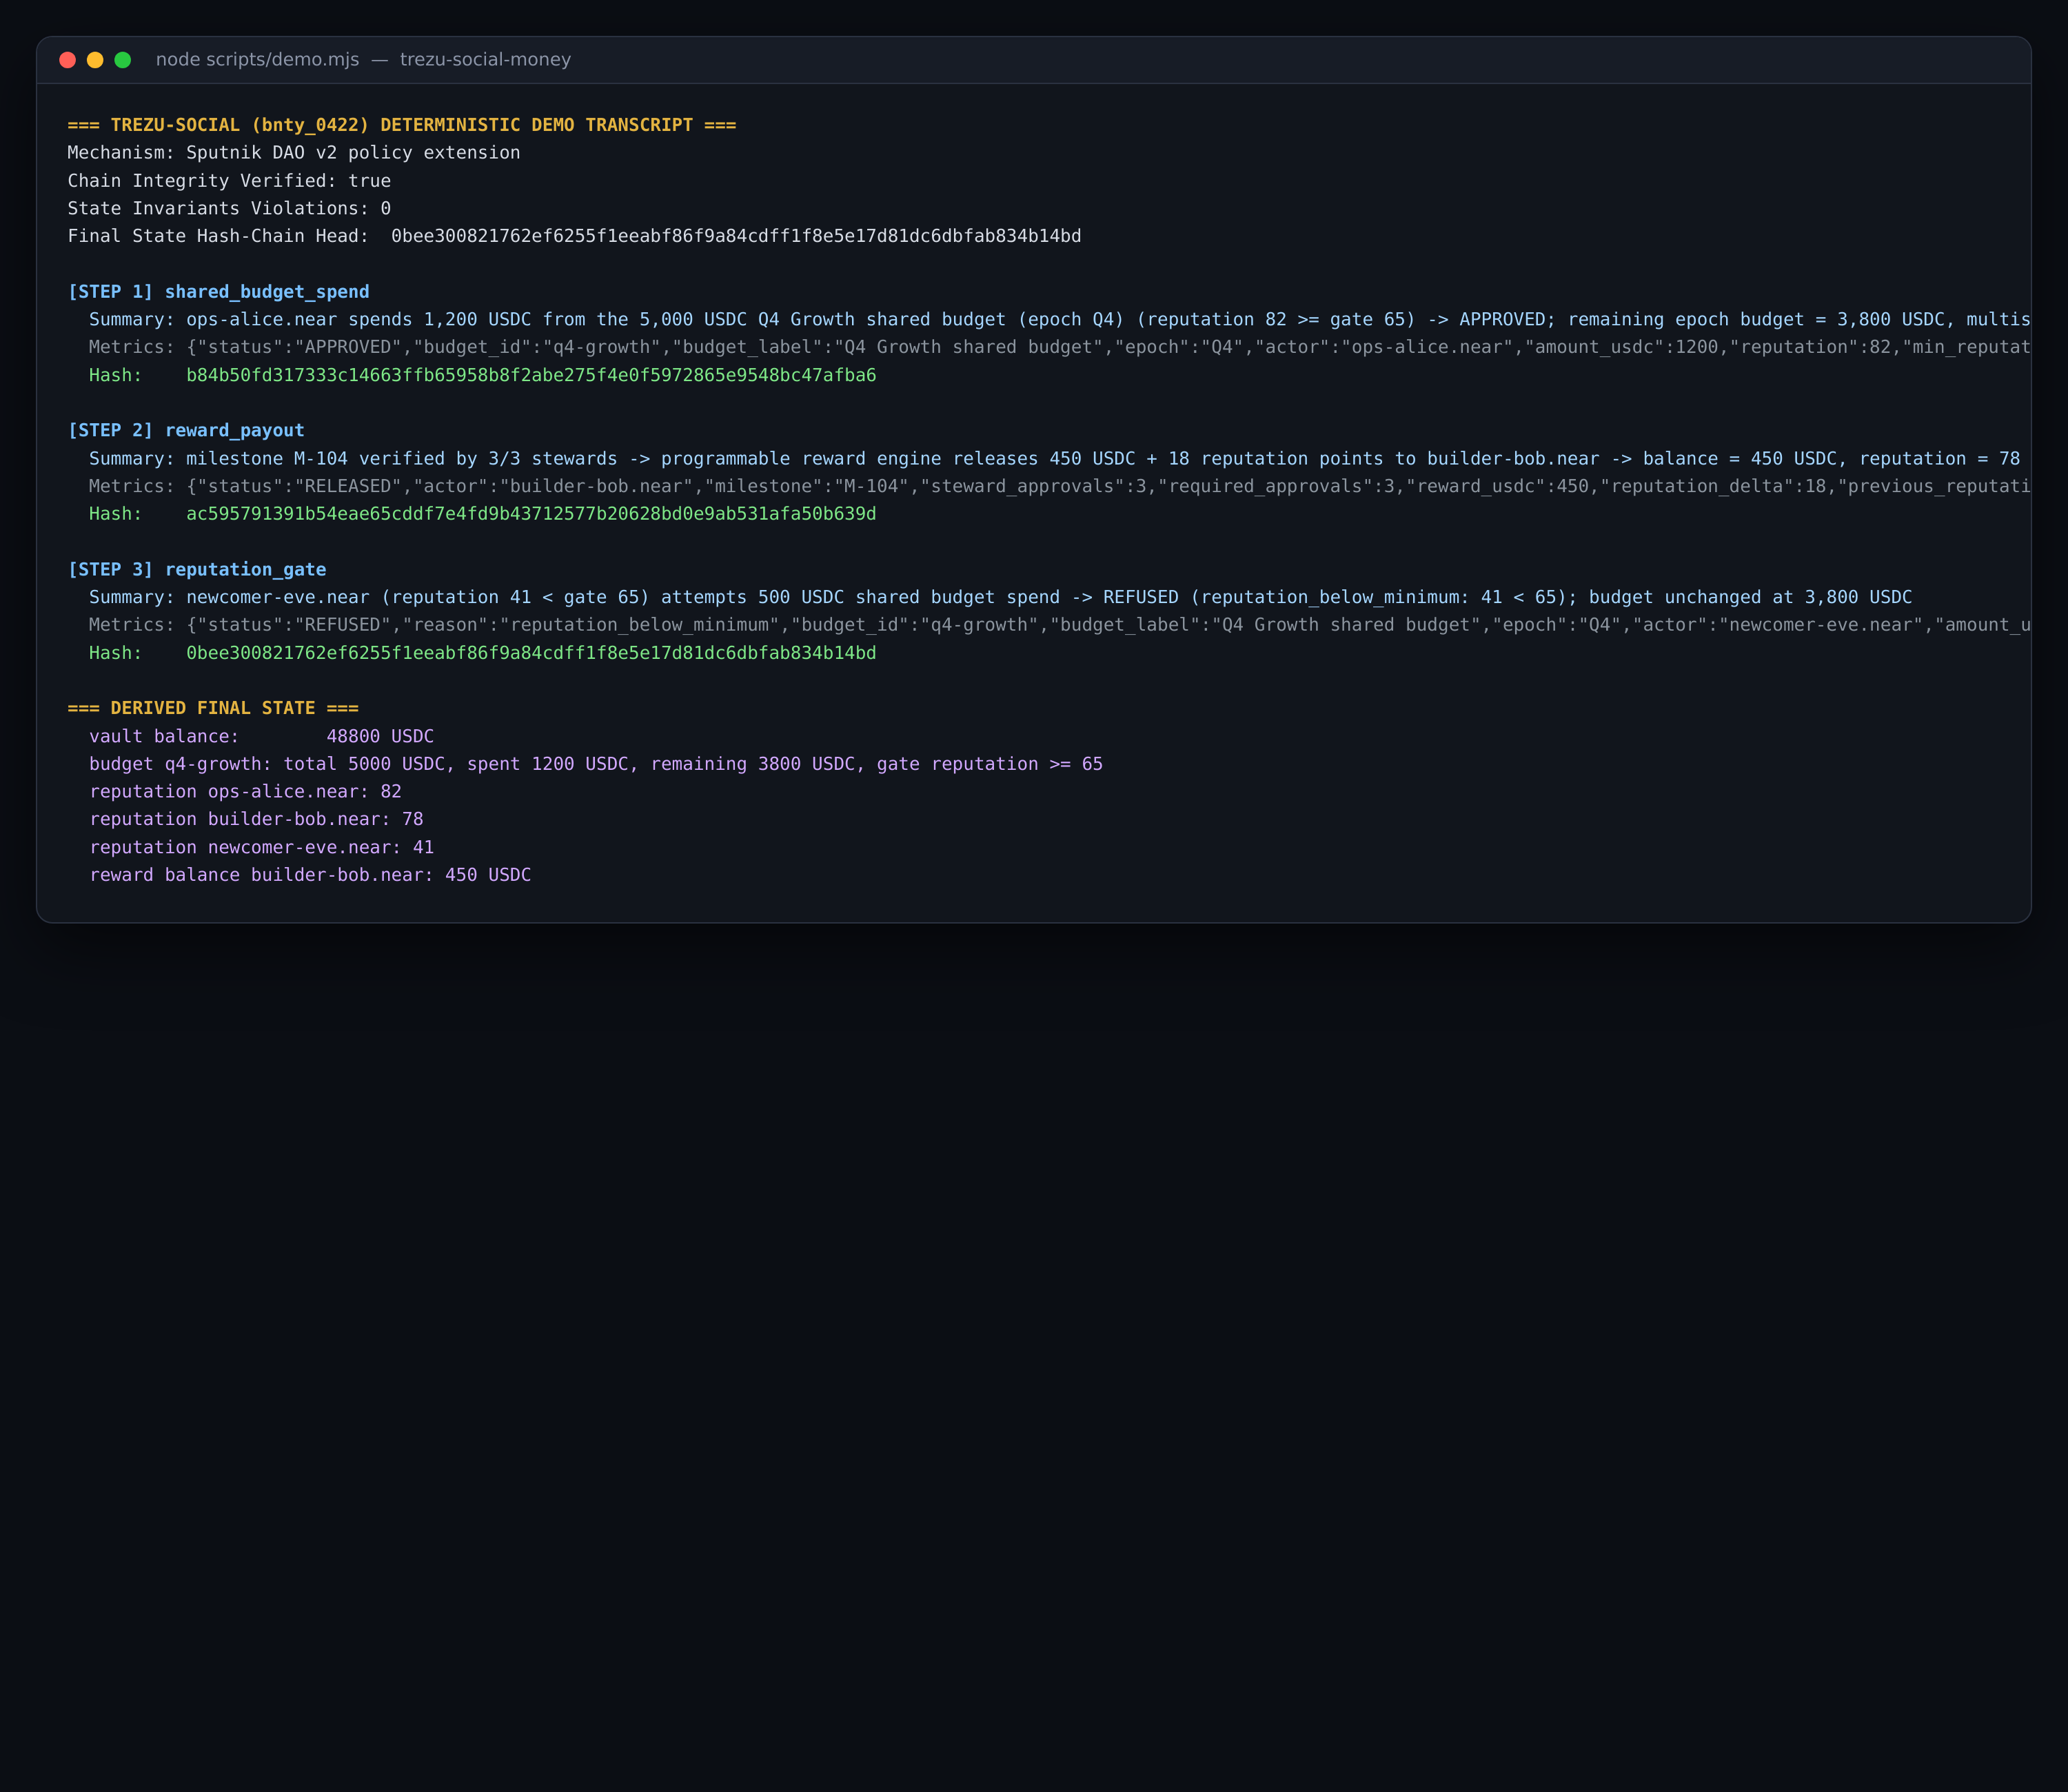 node scripts/demo.mjs — trezu-social-money
=== TREZU-SOCIAL (bnty_0422) DETERMINISTIC DEMO TRANSCRIPT ===
Mechanism: Sputnik DAO v2 policy extension
Chain Integrity Verified: true
State Invariants Violations: 0
Final State Hash-Chain Head:  0bee300821762ef6255f1eeabf86f9a84cdff1f8e5e17d81dc6dbfab834b14bd
[STEP 1] shared_budget_spend
Summary: ops-alice.near spends 1,200 USDC from the 5,000 USDC Q4 Growth shared budget (epoch Q4) (reputation 82 >= gate 65) -> APPROVED; remaining epoch budget = 3,800 USDC, multis
Metrics: {"status":"APPROVED","budget_id":"q4-growth","budget_label":"Q4 Growth shared budget","epoch":"Q4","actor":"ops-alice.near","amount_usdc":1200,"reputation":82,"min_reputat
Hash:    b84b50fd317333c14663ffb65958b8f2abe275f4e0f5972865e9548bc47afba6
[STEP 2] reward_payout
Summary: milestone M-104 verified by 3/3 stewards -> programmable reward engine releases 450 USDC + 18 reputation points to builder-bob.near -> balance = 450 USDC, reputation = 78
Metrics: {"status":"RELEASED","actor":"builder-bob.near","milestone":"M-104","steward_approvals":3,"required_approvals":3,"reward_usdc":450,"reputation_delta":18,"previous_reputati
Hash:    ac595791391b54eae65cddf7e4fd9b43712577b20628bd0e9ab531afa50b639d
[STEP 3] reputation_gate
Summary: newcomer-eve.near (reputation 41 < gate 65) attempts 500 USDC shared budget spend -> REFUSED (reputation_below_minimum: 41 < 65); budget unchanged at 3,800 USDC
Metrics: {"status":"REFUSED","reason":"reputation_below_minimum","budget_id":"q4-growth","budget_label":"Q4 Growth shared budget","epoch":"Q4","actor":"newcomer-eve.near","amount_u
Hash:    0bee300821762ef6255f1eeabf86f9a84cdff1f8e5e17d81dc6dbfab834b14bd
=== DERIVED FINAL STATE ===
vault balance:        48800 USDC
budget q4-growth: total 5000 USDC, spent 1200 USDC, remaining 3800 USDC, gate reputation >= 65
reputation ops-alice.near: 82
reputation builder-bob.near: 78
reputation newcomer-eve.near: 41
reward balance builder-bob.near: 450 USDC